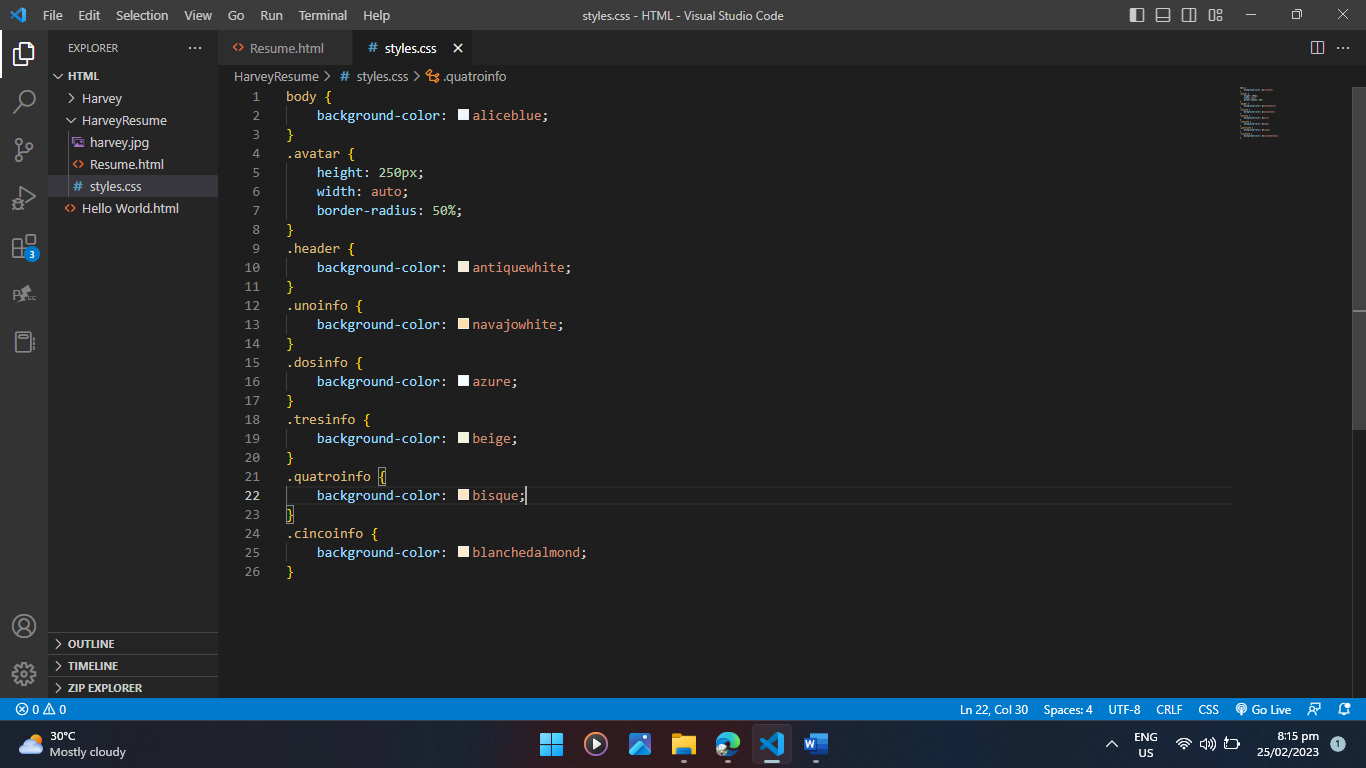 File Edit Selection View Go Run Terminal Help
styles.css - HTML - Visual Studio Code
EXPLORER
HTML
Harvey
HarveyResume
harvey.jpg
Resume.html
styles.css
Hello World.html
3
OUTLINE
TIMELINE
ZIP EXPLORER
Resume.html
styles.css
HarveyResume > # styles.css > .quatroinfo
1 body {
2 background-color: aliceblue;
3 }
4 .avatar {
5 height: 250px;
6 width: auto;
7 border-radius: 50%;
8 }
9 .header {
10 background-color: antiquewhite;
11 }
12 .unoinfo {
13 background-color: navajowhite;
14 }
15 .dosinfo {
16 background-color: azure;
17 }
18 .tresinfo {
19 background-color: beige;
20 }
21 .quatroinfo {
22 background-color: bisque;
23 }
24 .cincoinfo {
25 background-color: blanchedalmond;
26 }
0 0
Ln 22, Col 30 Spaces: 4 UTF-8 CRLF CSS Go Live
30°C
Mostly cloudy
ENG
US
8:15 pm
25/02/2023
1